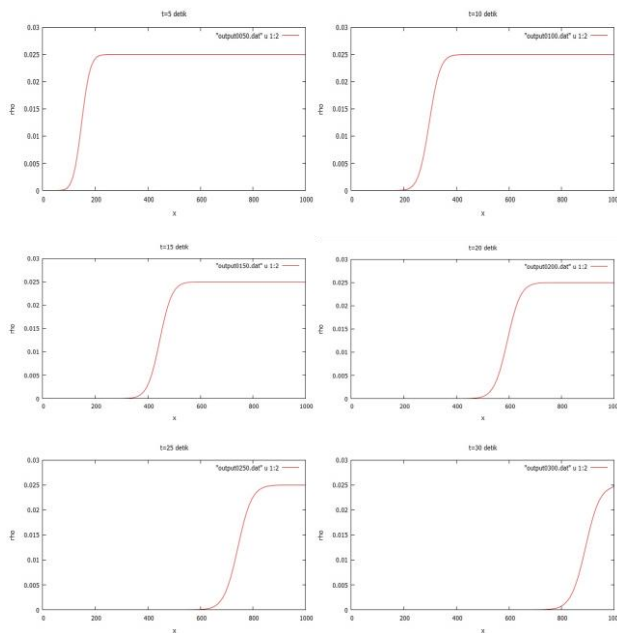 t=5 detik
"output0050.dat" u 1:2
0.03
0.025
0.02
0.015
0.01
0.005
0
rho
0 200 400 600 800 1000
x
t=10 detik
"output0100.dat" u 1:2
0.03
0.025
0.02
0.015
0.01
0.005
0
rho
0 200 400 600 800 1000
x
t=15 detik
"output0150.dat" u 1:2
0.03
0.025
0.02
0.015
0.01
0.005
0
rho
0 200 400 600 800 1000
x
t=20 detik
"output0200.dat" u 1:2
0.03
0.025
0.02
0.015
0.01
0.005
0
rho
0 200 400 600 800 1000
x
t=25 detik
"output0250.dat" u 1:2
0.03
0.025
0.02
0.015
0.01
0.005
0
rho
0 200 400 600 800 1000
x
t=30 detik
"output0300.dat" u 1:2
0.03
0.025
0.02
0.015
0.01
0.005
0
rho
0 200 400 600 800 1000
x